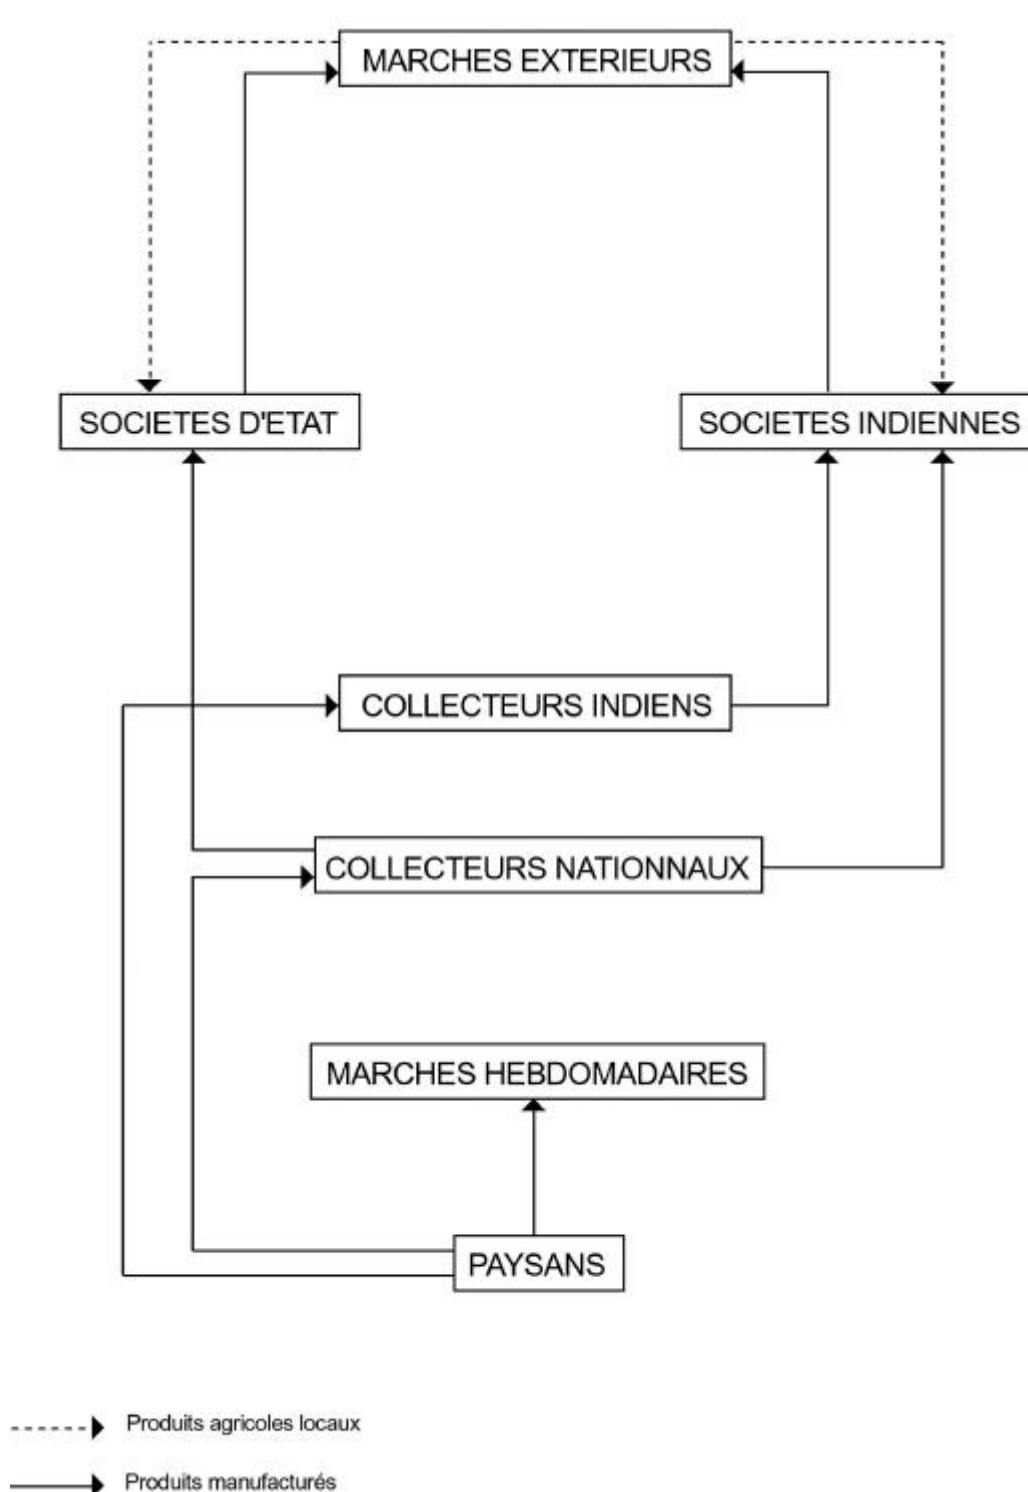 MARCHES EXTERIEURS
SOCIETES D'ETAT
SOCIETES INDIENNES
COLLECTEURS INDIENS
COLLECTEURS NATIONNAUX
MARCHES HEBDOMADAIRES
PAYSANS
Produits agricoles locaux
Produits manufacturés